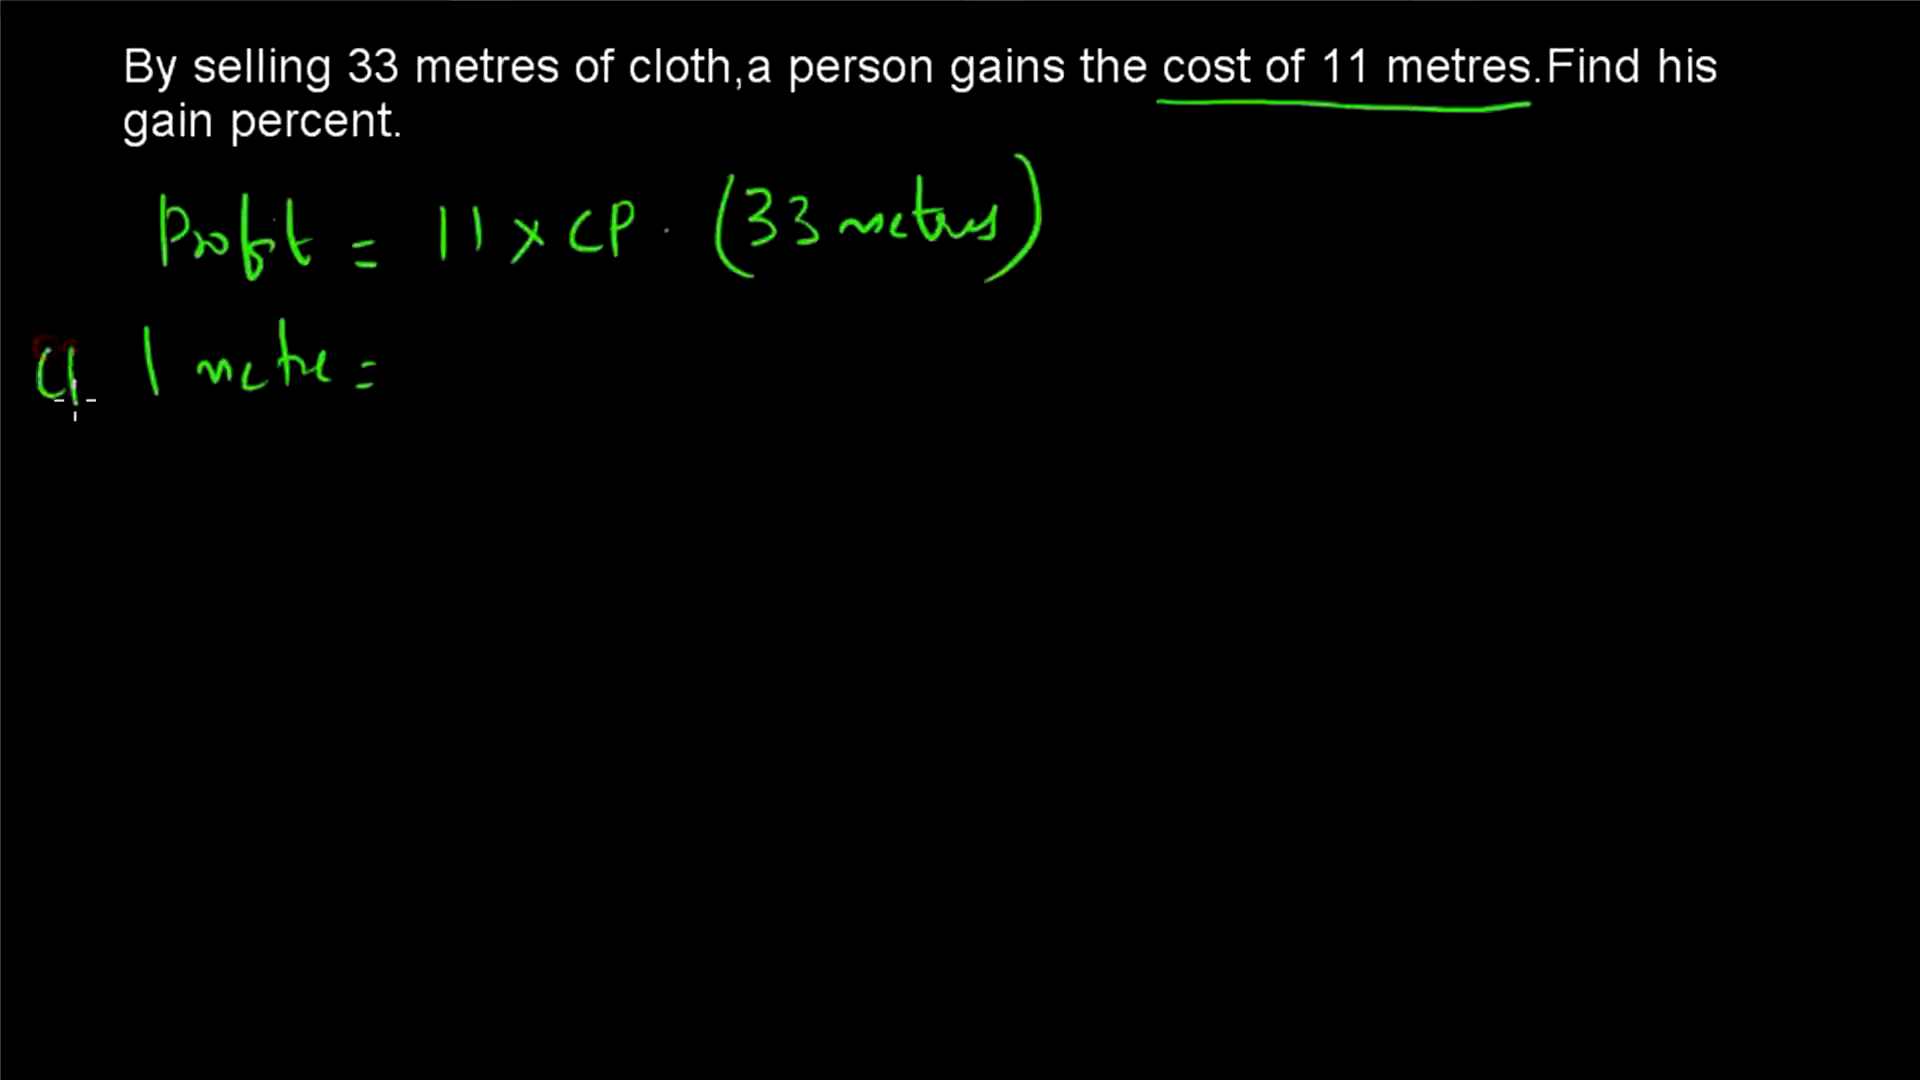 By selling 33 metres of cloth,a person gains the cost of 11 metres.Find his
gain percent.
Profit = 11 x CP. (33 metres)
1 metre =